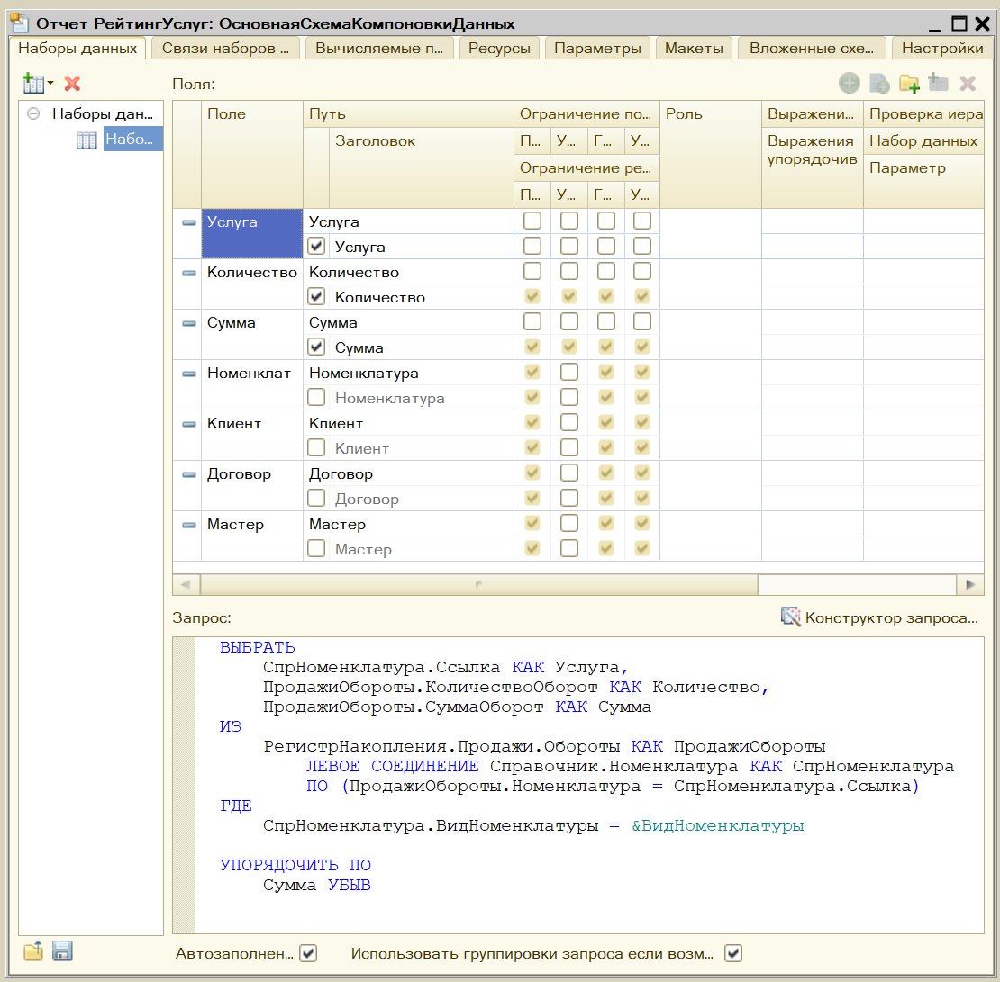 Отчет РейтингУслуг: ОсновнаяСхемаКомпоновкиДанных
Наборы данных Связи наборов ... Вычисляемые п... Ресурсы Параметры Макеты Вложенные схе... Настройки
Поля:
Наборы дан...
Набо...
Поле Путь Ограничение по... Роль Выражени... Проверка иера
Заголовок П... У... Г... У... Выражения упорядочив Набор данных
Ограничение ре... Параметр
П... У... Г... У...
Услуга Услуга
Услуга
Количество Количество
Количество
Сумма Сумма
Сумма
Номенклат Номенклатура
Номенклатура
Клиент Клиент
Клиент
Договор Договор
Договор
Мастер Мастер
Мастер
Запрос: Конструктор запроса...
ВЫБРАТЬ
СпрНоменклатура.Ссылка КАК Услуга,
ПродажиОбороты.КоличествоОборот КАК Количество,
ПродажиОбороты.СуммаОборот КАК Сумма
ИЗ
РегистрНакопления.Продажи.Обороты КАК ПродажиОбороты
ЛЕВОЕ СОЕДИНЕНИЕ Справочник.Номенклатура КАК СпрНоменклатура
ПО (ПродажиОбороты.Номенклатура = СпрНоменклатура.Ссылка)
ГДЕ
СпрНоменклатура.ВидНоменклатуры = &ВидНоменклатуры
УПОРЯДОЧИТЬ ПО
Сумма УБЫВ
Автозаполнен... Использовать группировки запроса если возм...